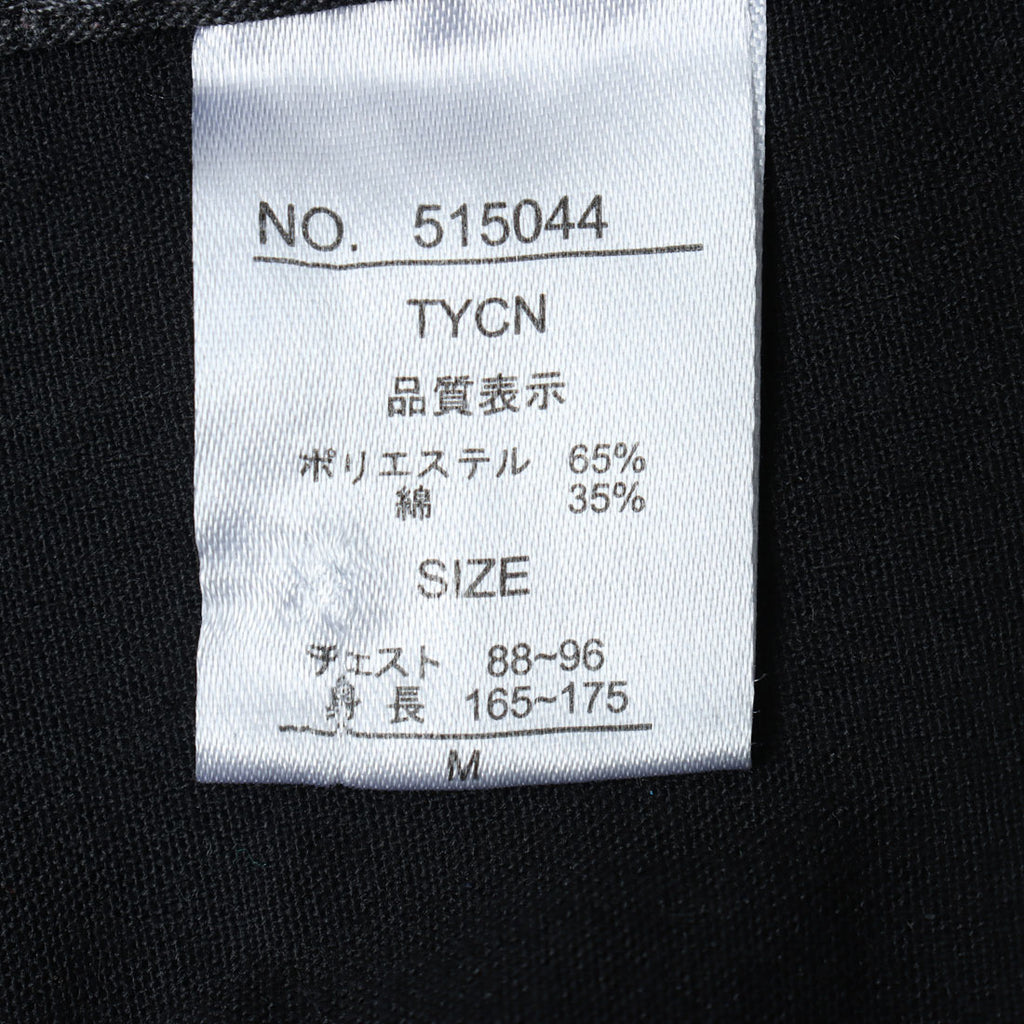 NO. 515044
TYCN
品質表示
ポリエステル 65%
綿 35%
SIZE
チェスト 88~96
身長 165~175
M